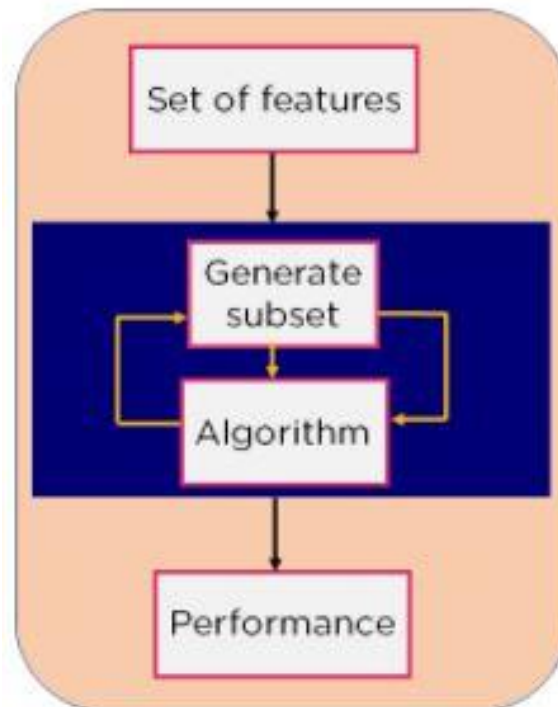 Set of features
Generate
subset
Algorithm
Performance